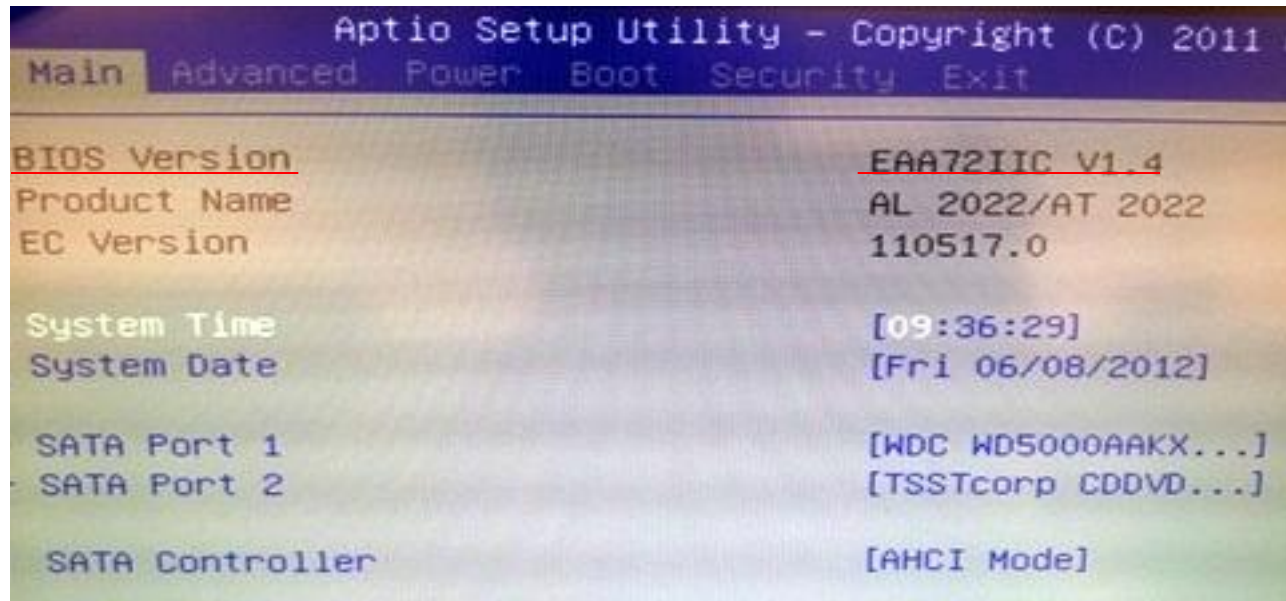 Aptio Setup Utility – Copyright (C) 2011
Main Advanced Power Boot Security Exit
BIOS Version EAA72IIC V1.4
Product Name AL 2022/AT 2022
EC Version 110517.0
System Time [09:36:29]
System Date [Fri 06/08/2012]
SATA Port 1 [WDC WD5000AAKX...]
SATA Port 2 [TSSTcorp CDDVD...]
SATA Controller [AHCI Mode]